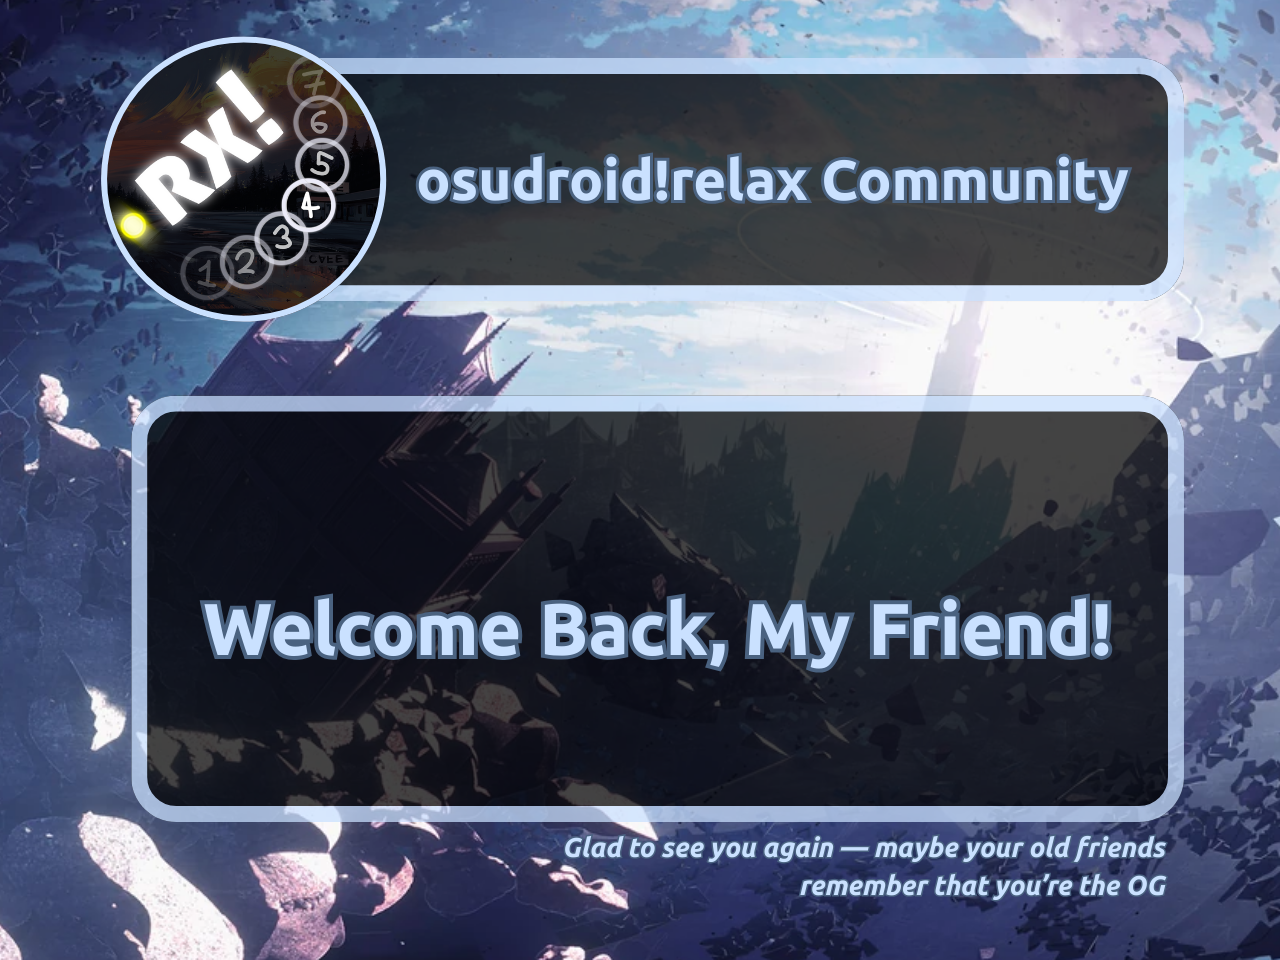 RX!
7
6
5
4
3
2
1
osudroid!relax Community
Welcome Back, My Friend!
Glad to see you again — maybe your old friends
remember that you’re the OG